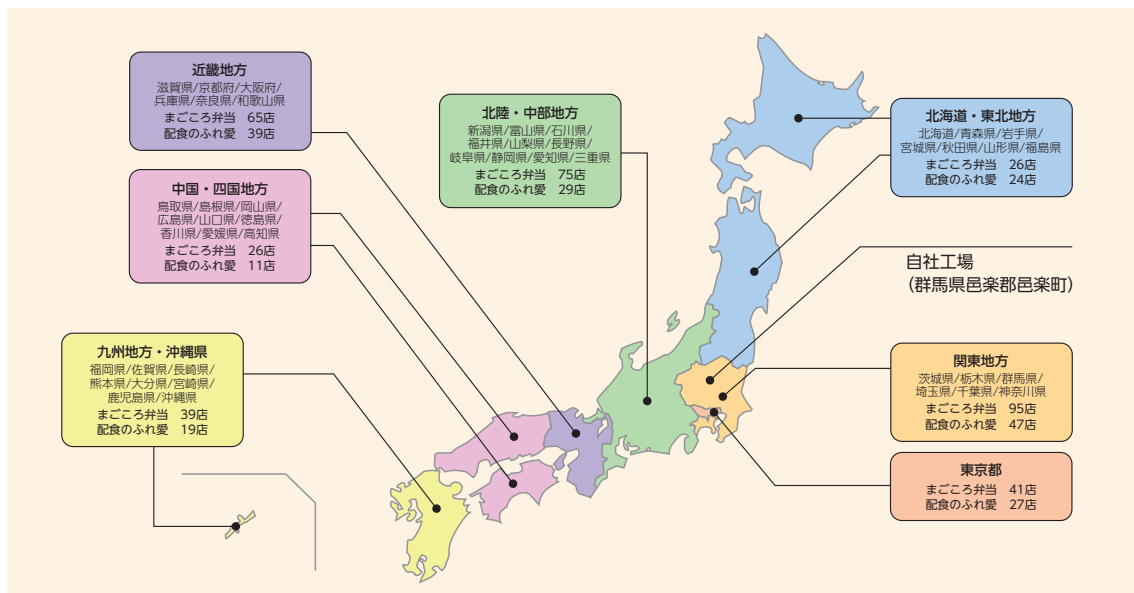 近畿地方
滋賀県/京都府/大阪府/
兵庫県/奈良県/和歌山県
まごころ弁当 65店
配食のふれ愛 39店
中国・四国地方
鳥取県/島根県/岡山県/
広島県/山口県/徳島県/
香川県/愛媛県/高知県
まごころ弁当 26店
配食のふれ愛 11店
九州地方・沖縄県
福岡県/佐賀県/長崎県/
熊本県/大分県/宮崎県/
鹿児島県/沖縄県
まごころ弁当 39店
配食のふれ愛 19店
北陸・中部地方
新潟県/富山県/石川県/
福井県/山梨県/長野県/
岐阜県/静岡県/愛知県/三重県
まごころ弁当 75店
配食のふれ愛 29店
北海道・東北地方
北海道/青森県/岩手県/
宮城県/秋田県/山形県/福島県
まごころ弁当 26店
配食のふれ愛 24店
自社工場
(群馬県邑楽郡邑楽町)
関東地方
茨城県/栃木県/群馬県/
埼玉県/千葉県/神奈川県
まごころ弁当 95店
配食のふれ愛 47店
東京都
まごころ弁当 41店
配食のふれ愛 27店